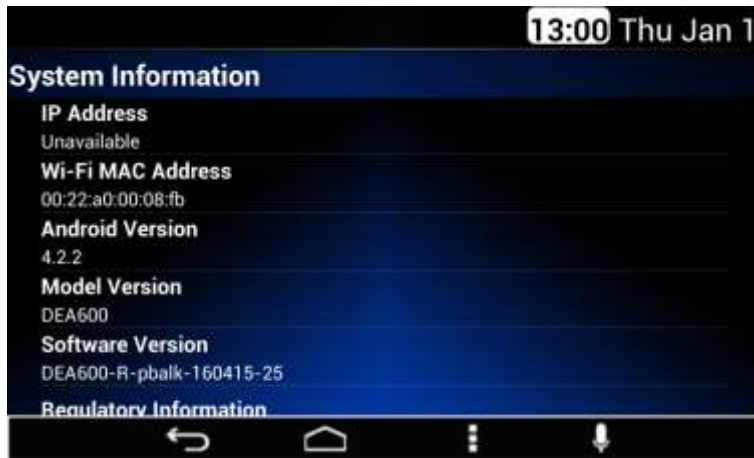 13:00 Thu Jan 1
System Information
IP Address
Unavailable
Wi-Fi MAC Address
00:22:a0:00:08:fb
Android Version
4.2.2
Model Version
DEA600
Software Version
DEA600-R-pbalk-160415-25
Regulatory Information